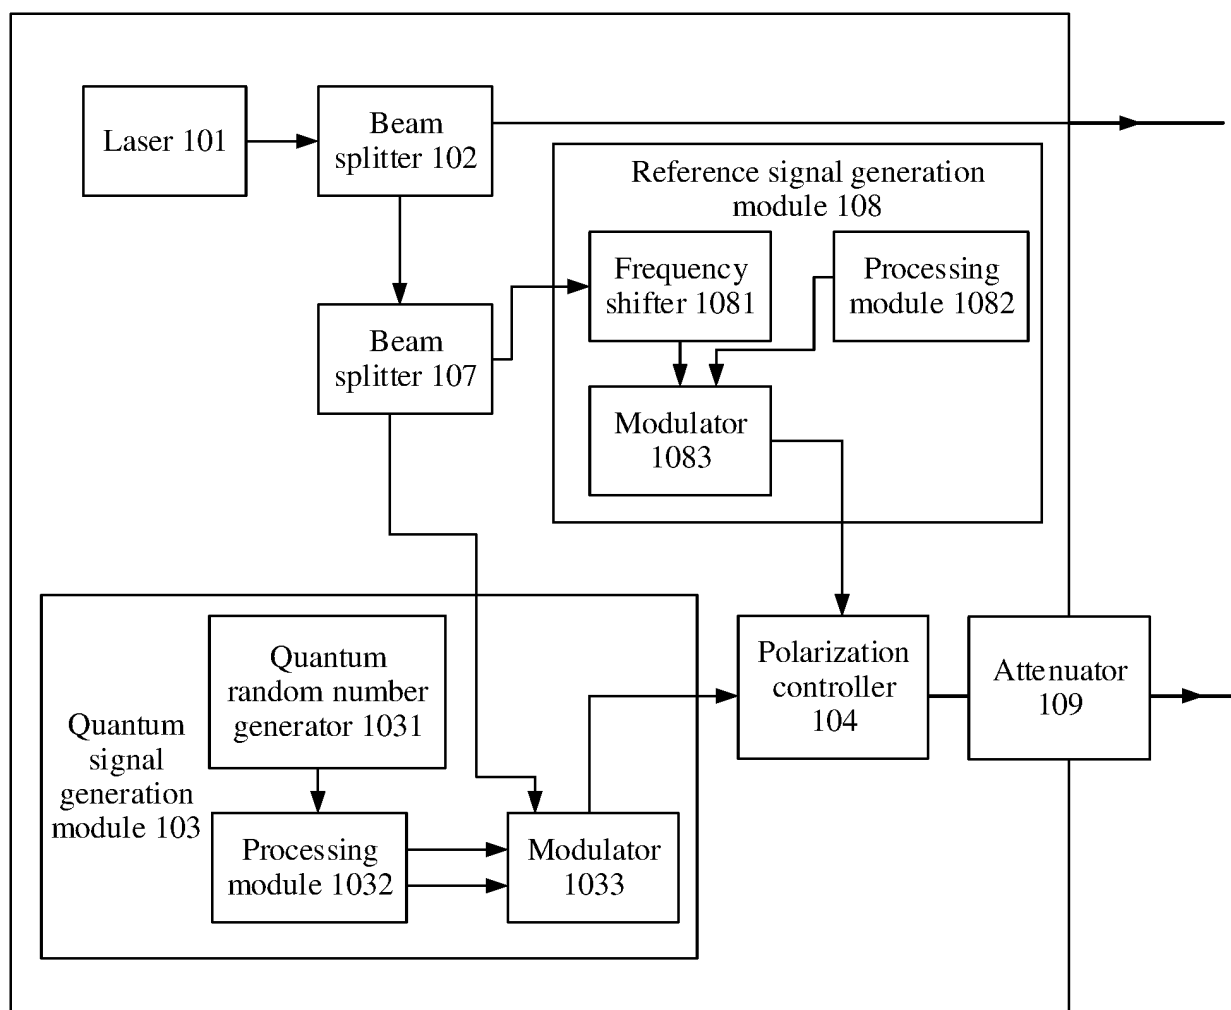 Laser 101
Beam
splitter 102
Reference signal generation
module 108
Frequency
shifter 1081
Processing
module 1082
Beam
splitter 107
Modulator
1083
Quantum
random number
generator 1031
Polarization
controller
104
Attenuator
109
Quantum
signal
generation
module 103
Processing
module 1032
Modulator
1033